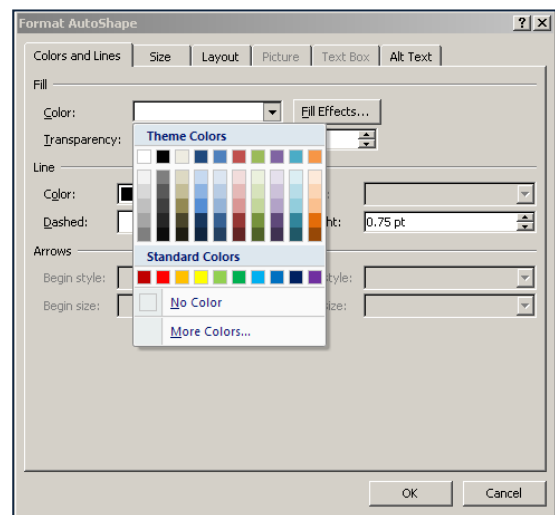 Format AutoShape
Colors and Lines Size Layout Picture Text Box Alt Text
Fill
Color: Fill Effects...
Transparency:
Theme Colors
Line
Color:
Dashed: ht: 0.75 pt
Arrows
Standard Colors
Begin style: style:
Begin size: size:
No Color
More Colors...
OK Cancel